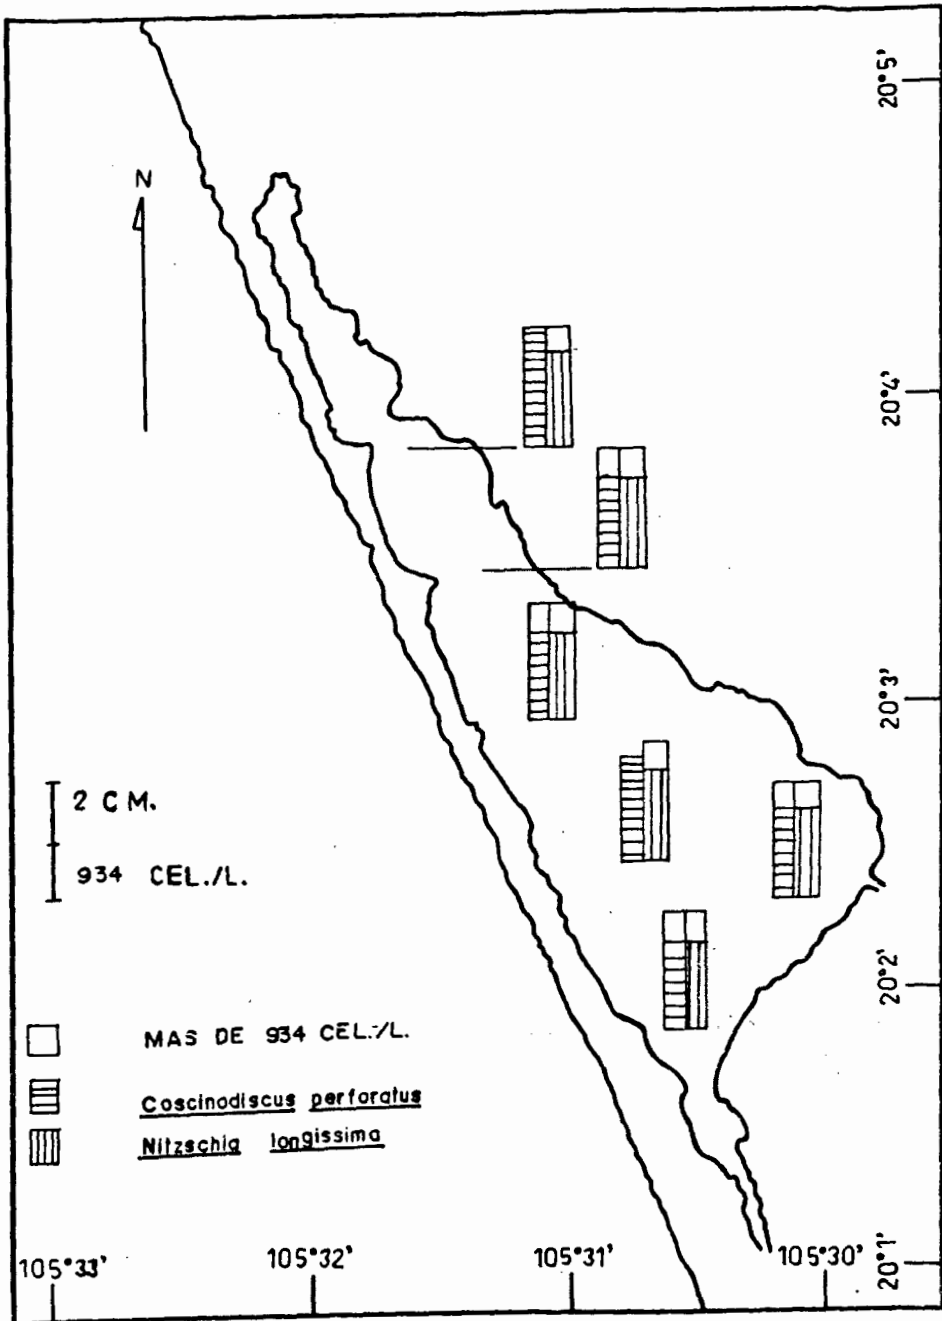 20°5'
N
20°4'
20°3'
2 CM.
934 CEL./L.
20°2'
MAS DE 934 CEL./L.
Coscinodiscus perforatus
Nitzschia longissima
105°33'
105°32'
105°31'
105°30'
20°1'